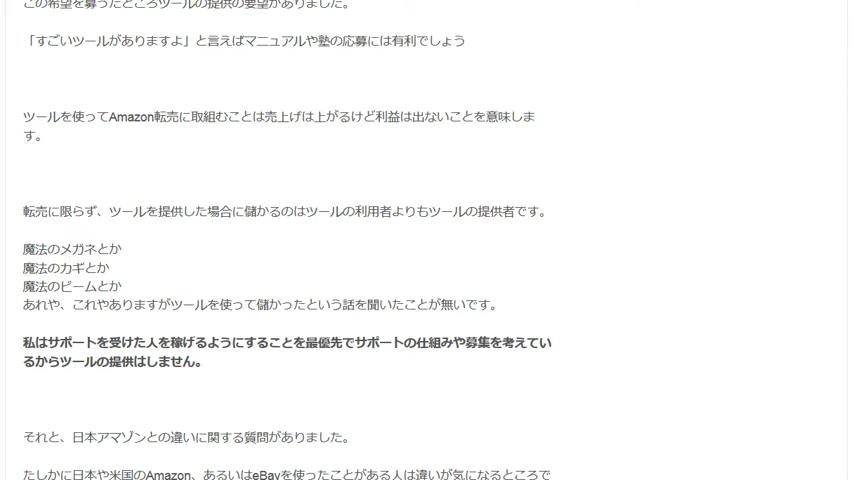 この希望を募ったところツールの提供の要望がありました。
「すごいツールがありますよ」と言えばマニュアルや塾の応募には有利でしょう
ツールを使ってAmazon転売に取組むことは売上げは上がるけど利益は出ないことを意味しま
す。
転売に限らず、ツールを提供した場合に儲かるのはツールの利用者よりもツールの提供者です。
魔法のメガネとか
魔法のカギとか
魔法のビームとか
あれや、これやありますがツールを使って儲かったという話を聞いたことが無いです。
私はサポートを受けた人を稼げるようにすることを最優先でサポートの仕組みや募集を考えてい
るからツールの提供はしません。
それと、日本アマゾンとの違いに関する質問がありました。
たしかに日本や米国のAmazon、あるいはeBayを使ったことがある人は違いが気になるところで